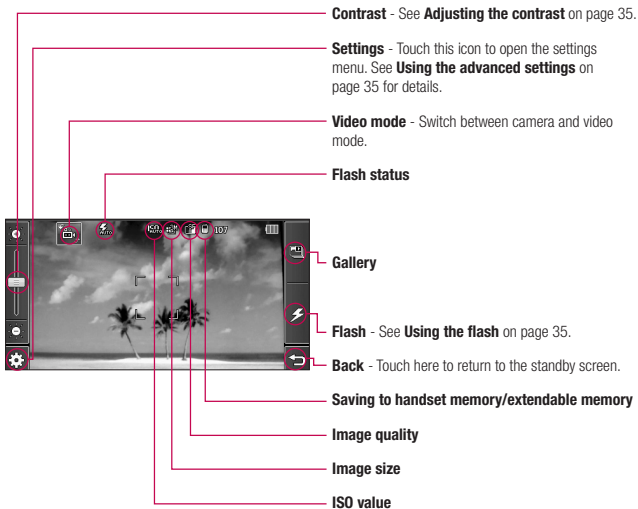 Contrast - See Adjusting the contrast on page 35.
Settings - Touch this icon to open the settings
menu. See Using the advanced settings on
page 35 for details.
Video mode - Switch between camera and video
mode.
Flash status
AUTO
ISO
AUTO
107
Gallery
Flash - See Using the flash on page 35.
Back - Touch here to return to the standby screen.
Saving to handset memory/extendable memory
Image quality
Image size
ISO value